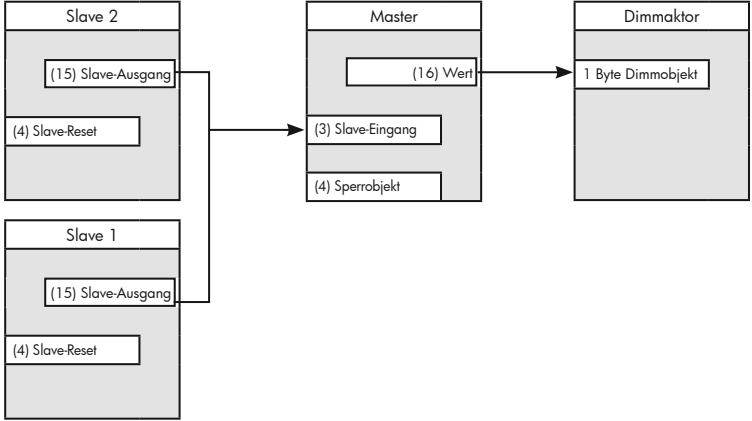 Slave 2
(15) Slave-Ausgang
(4) Slave-Reset
Master
(16) Wert
(3) Slave-Eingang
(4) Sperrobjekt
Dimmaktor
1 Byte Dimmobjekt
Slave 1
(15) Slave-Ausgang
(4) Slave-Reset